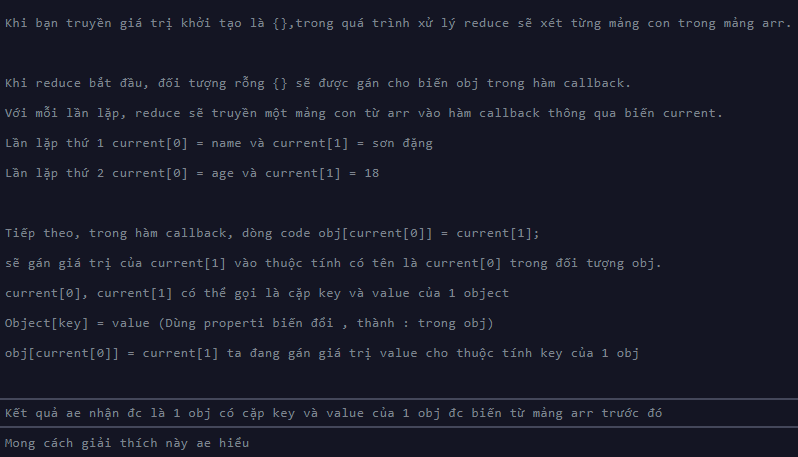 Khi bạn truyền giá trị khởi tạo là {},trong quá trình xử lý reduce sẽ xét từng mảng con trong mảng arr.
Khi reduce bắt đầu, đối tượng rỗng {} sẽ được gán cho biến obj trong hàm callback.
Với mỗi lần lặp, reduce sẽ truyền một mảng con từ arr vào hàm callback thông qua biến current.
Lần lặp thứ 1 current[0] = name và current[1] = sơn đặng
Lần lặp thứ 2 current[0] = age và current[1] = 18
Tiếp theo, trong hàm callback, dòng code obj[current[0]] = current[1];
sẽ gán giá trị của current[1] vào thuộc tính có tên là current[0] trong đối tượng obj.
current[0], current[1] có thể gọi là cặp key và value của 1 object
Object[key] = value (Dùng properti biến đổi , thành : trong obj)
obj[current[0]] = current[1] ta đang gán giá trị value cho thuộc tính key của 1 obj
Kết quả ae nhận đc là 1 obj có cặp key và value của 1 obj đc biến từ mảng arr trước đó
Mong cách giải thích này ae hiểu